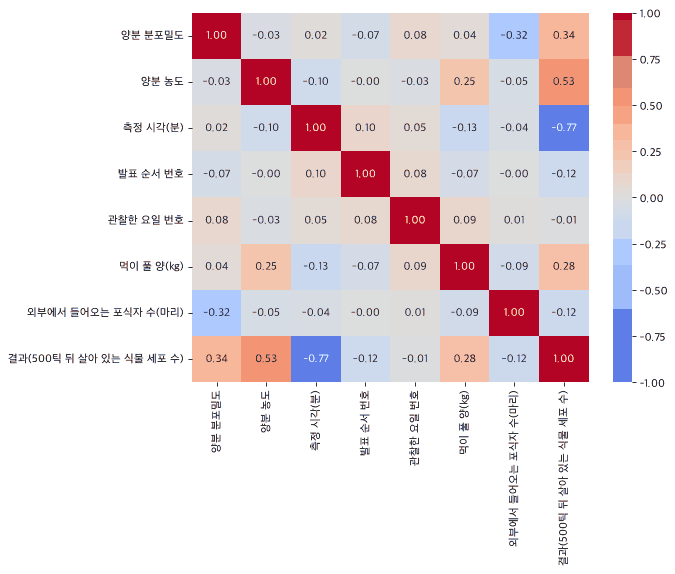 양분 분포밀도 1.00 -0.03 0.02 -0.07 0.08 0.04 -0.32 0.34
양분 농도 -0.03 1.00 -0.10 -0.00 -0.03 0.25 -0.05 0.53
측정 시각(분) 0.02 -0.10 1.00 0.10 0.05 -0.13 -0.04 -0.77
발표 순서 번호 -0.07 -0.00 0.10 1.00 0.08 -0.07 -0.00 -0.12
관찰한 요일 번호 0.08 -0.03 0.05 0.08 1.00 0.09 0.01 -0.01
먹이 풀 양(kg) 0.04 0.25 -0.13 -0.07 0.09 1.00 -0.09 0.28
외부에서 들어오는 포식자 수(마리) -0.32 -0.05 -0.04 -0.00 0.01 -0.09 1.00 -0.12
결과(500틱 뒤 살아 있는 식물 세포 수) 0.34 0.53 -0.77 -0.12 -0.01 0.28 -0.12 1.00
양분 분포밀도
양분 농도
측정 시각(분)
발표 순서 번호
관찰한 요일 번호
먹이 풀 양(kg)
외부에서 들어오는 포식자 수(마리)
결과(500틱 뒤 살아 있는 식물 세포 수)
1.00
0.75
0.50
0.25
0.00
-0.25
-0.50
-0.75
-1.00